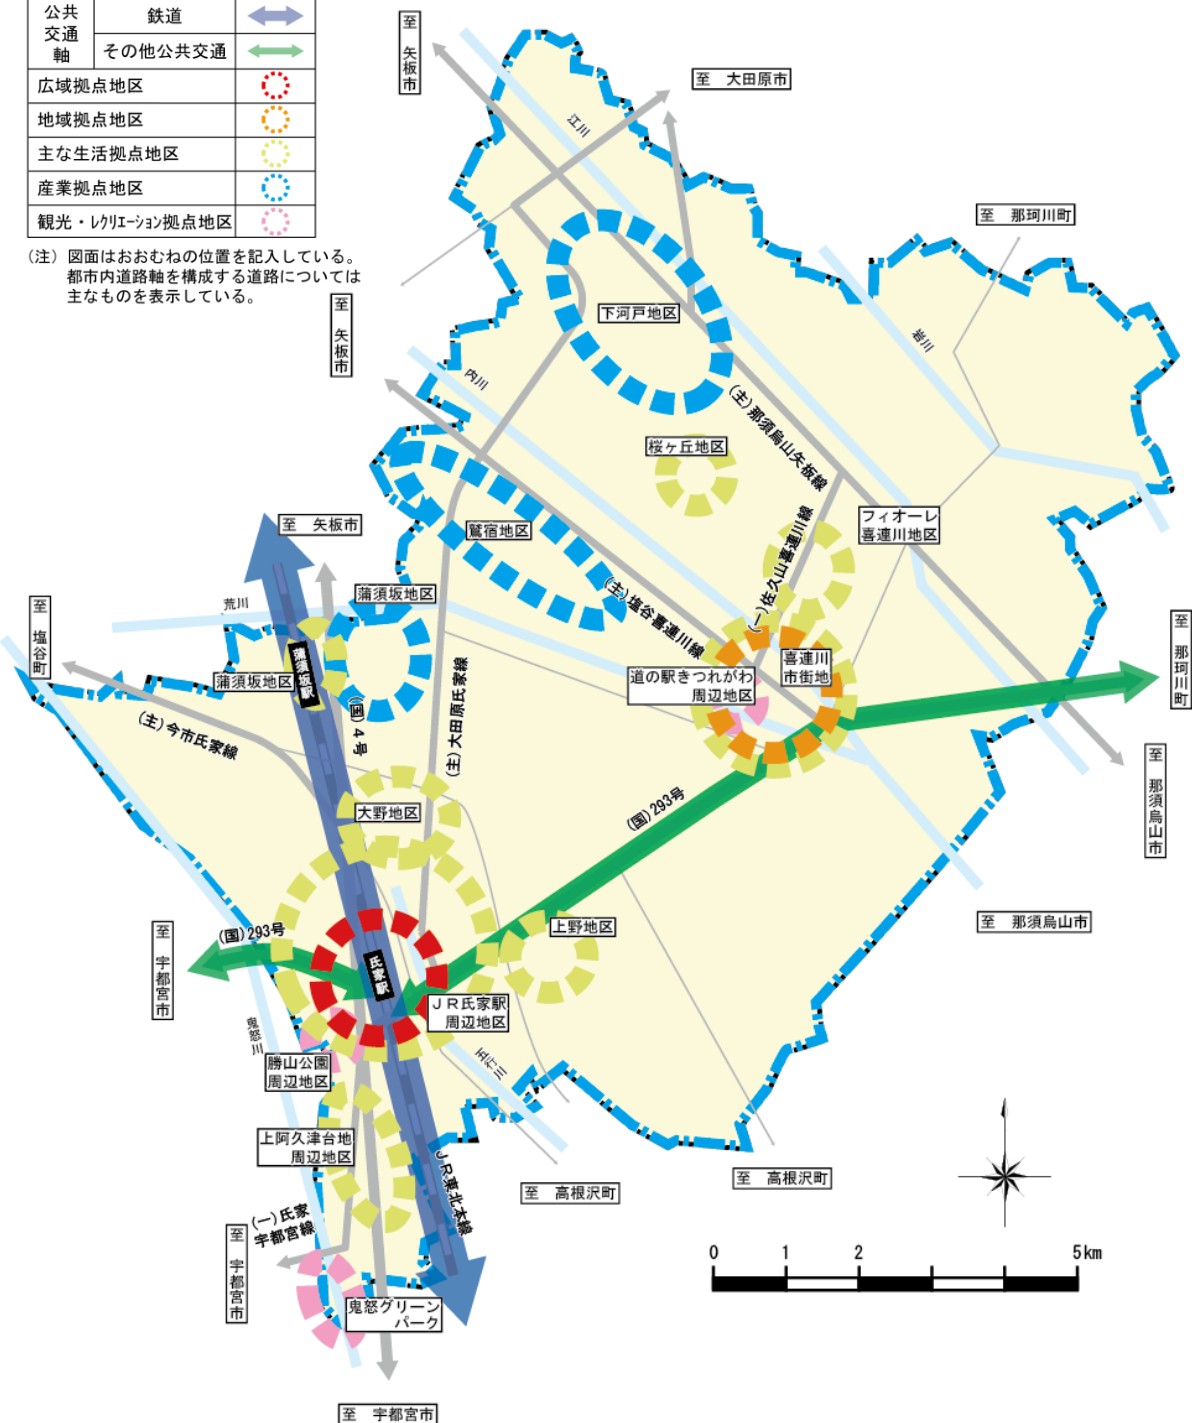 公共
交通
軸
鉄道
その他公共交通
広域拠点地区
地域拠点地区
主な生活拠点地区
産業拠点地区
観光・ﾚｸﾘｴｰｼｮﾝ拠点地区
（注）図面はおおむねの位置を記入している。
都市内道路軸を構成する道路については
主なものを表示している。
至　矢板市
至　大田原市
江川
至　那珂川町
岩川
至　矢板市
内川
下河戸地区
(主)那須烏山矢板線
桜ヶ丘地区
(一)佐久山喜連川線
フィオーレ
喜連川地区
鷲宿地区
至　矢板市
蒲須坂地区
(主)塩谷喜連川線
荒川
至　塩谷町
至　那珂川町
蒲須坂駅
蒲須坂地区
(国)4号
(主)大田原氏家線
喜連川
市街地
道の駅きつれがわ
周辺地区
(主)今市氏家線
至　那須烏山市
大野地区
(国)293号
至　那須烏山市
上野地区
(国)293号
至　宇都宮市
氏家駅
ＪＲ氏家駅
周辺地区
鬼怒川
五行川
勝山公園
周辺地区
上阿久津台地
周辺地区
ＪＲ東北本線
至　高根沢町
至　高根沢町
(一)氏家
宇都宮線
至　宇都宮市
0
1
2
5km
鬼怒グリーン
パーク
至　宇都宮市